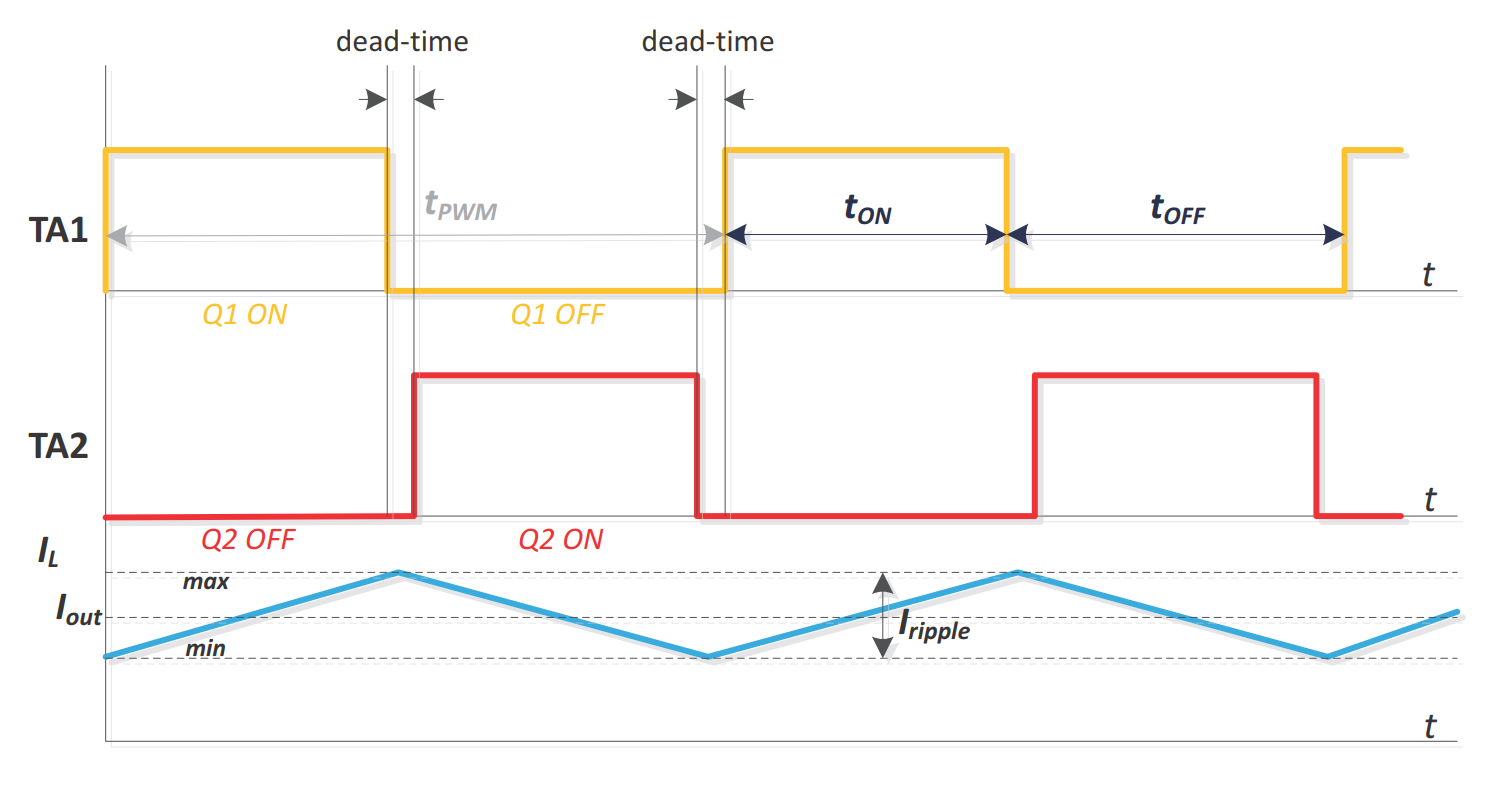 dead-time dead-time
TA1
tPWM
tON
tOFF
t
Q1 ON
Q1 OFF
TA2
t
Q2 OFF
Q2 ON
IL
max
Iout
Iripple
min
t